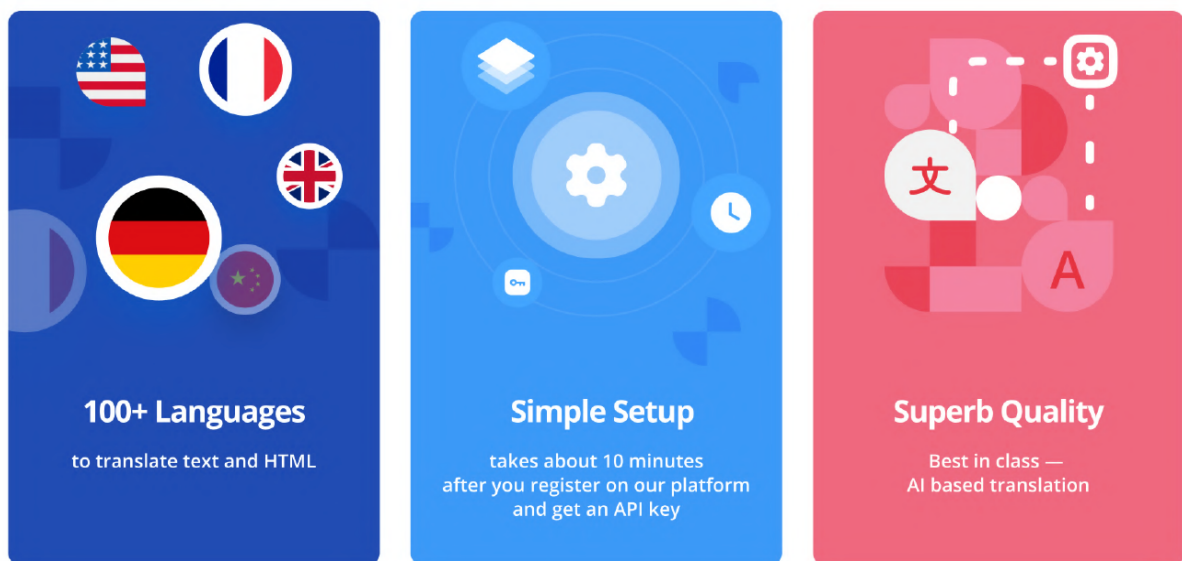 文
A
100+ Languages
to translate text and HTML
Simple Setup
takes about 10 minutes
after you register on our platform
and get an API key
Superb Quality
Best in class —
AI based translation